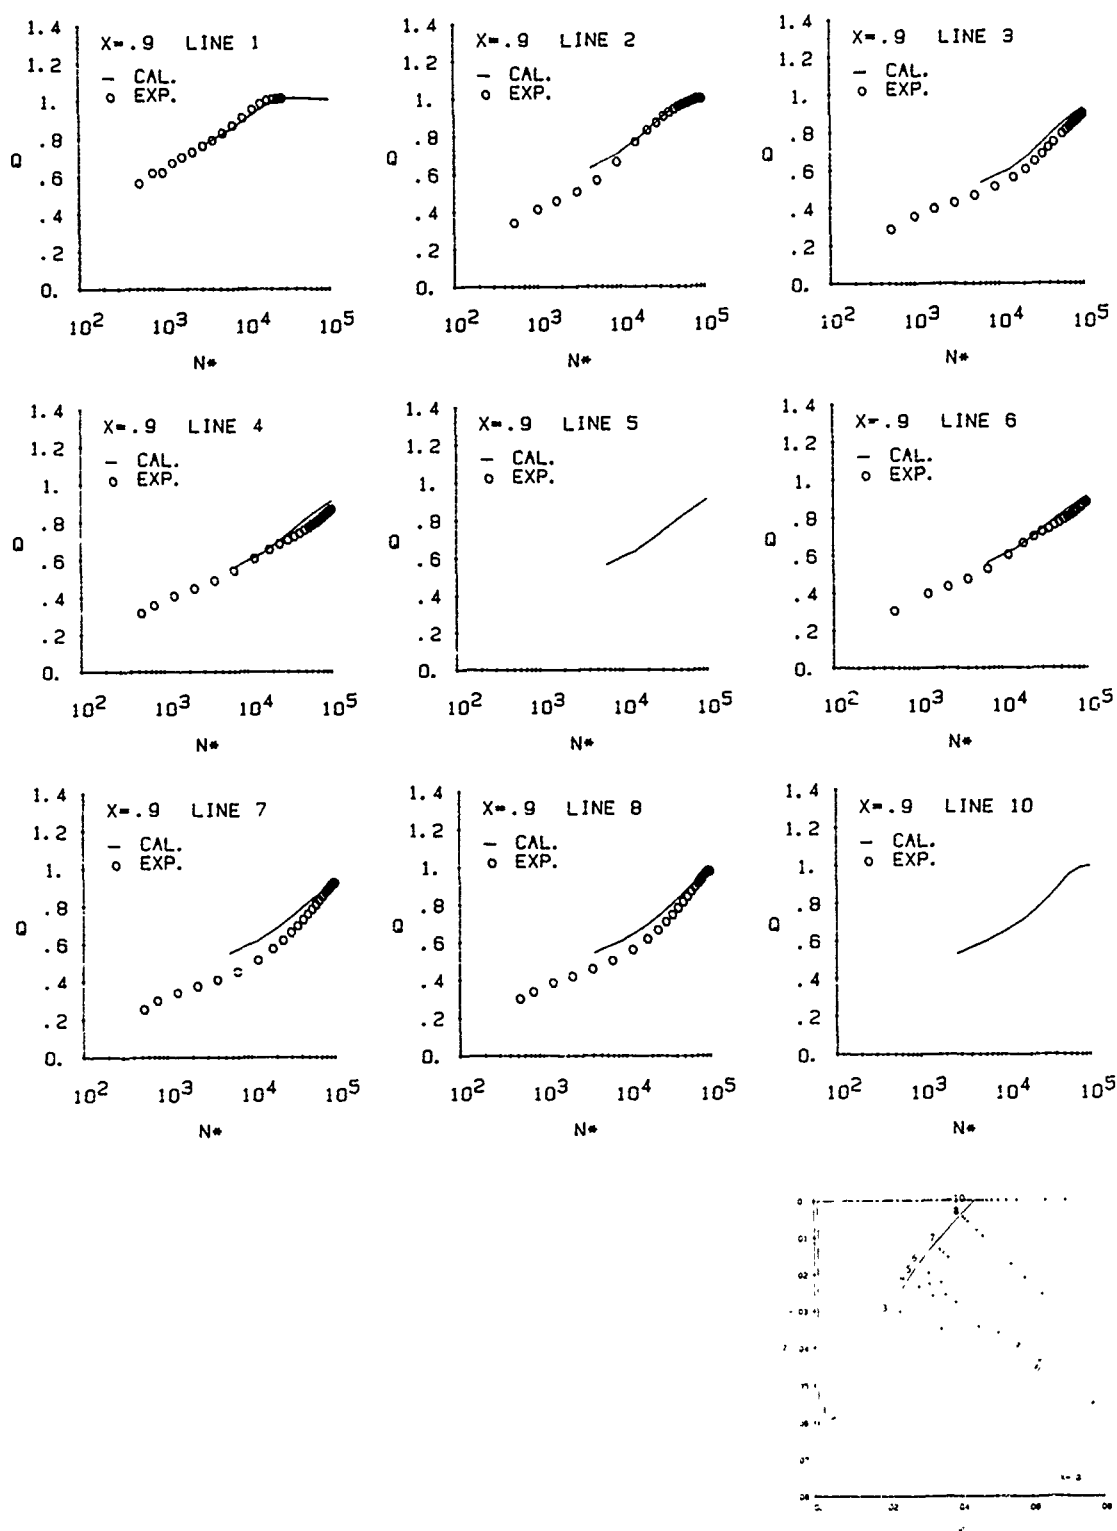 1.4
X=.9 LINE 1
1.2
— CAL.
1. o EXP.
.8
Q
.6
.4
.2
0.
10² 10³ 10⁴ 10⁵
N*
1.4
X=.9 LINE 2
1.2
— CAL.
1. o EXP.
.8
Q
.6
.4
.2
0.
10² 10³ 10⁴ 10⁵
N*
1.4
X=.9 LINE 3
1.2
— CAL.
1. o EXP.
.8
Q
.6
.4
.2
0.
10² 10³ 10⁴ 10⁵
N*
1.4
X=.9 LINE 4
1.2
— CAL.
1. o EXP.
.8
Q
.6
.4
.2
0.
10² 10³ 10⁴ 10⁵
N*
1.4
X=.9 LINE 5
1.2
— CAL.
1. o EXP.
.8
Q
.6
.4
.2
0.
10² 10³ 10⁴ 10⁵
N*
1.4
X=.9 LINE 6
1.2
— CAL.
1. o EXP.
.8
Q
.6
.4
.2
0.
10² 10³ 10⁴ 10⁵
N*
1.4
X=.9 LINE 7
1.2
— CAL.
1. o EXP.
.8
Q
.6
.4
.2
0.
10² 10³ 10⁴ 10⁵
N*
1.4
X=.9 LINE 8
1.2
— CAL.
1. o EXP.
.8
Q
.6
.4
.2
0.
10² 10³ 10⁴ 10⁵
N*
1.4
X=.9 LINE 10
1.2
— CAL.
1. o EXP.
.8
Q
.6
.4
.2
0.
10² 10³ 10⁴ 10⁵
N*
10
8
7
5
3